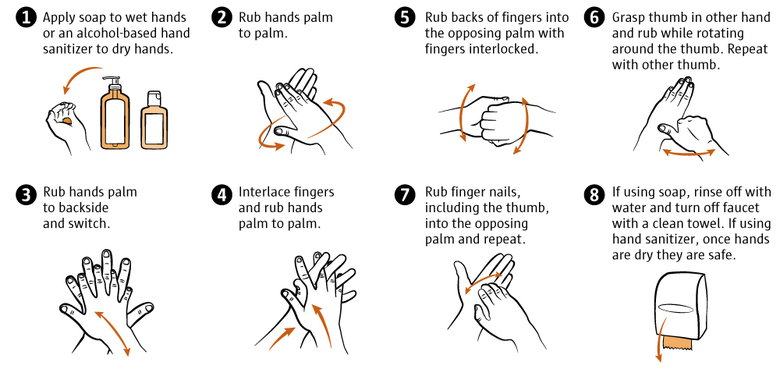 1 Apply soap to wet hands
or an alcohol-based hand
sanitizer to dry hands.
2 Rub hands palm
to palm.
3 Rub hands palm
to backside
and switch.
4 Interlace fingers
and rub hands
palm to palm.
5 Rub backs of fingers into
the opposing palm with
fingers interlocked.
6 Grasp thumb in other hand
and rub while rotating
around the thumb. Repeat
with other thumb.
7 Rub finger nails,
including the thumb,
into the opposing
palm and repeat.
8 If using soap, rinse off with
water and turn off faucet
with a clean towel. If using
hand sanitizer, once hands
are dry they are safe.